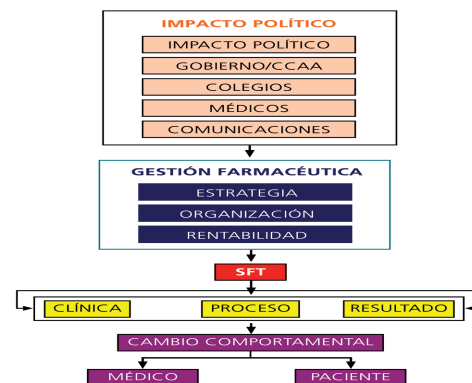 IMPACTO POLÍTICO
IMPACTO POLÍTICO
GOBIERNO/CCAA
COLEGIOS
MÉDICOS
COMUNICACIONES
GESTIÓN FARMACÉUTICA
ESTRATEGIA
ORGANIZACIÓN
RENTABILIDAD
SFT
CLÍNICA PROCESO RESULTADO
CAMBIO COMPORTAMENTAL
MÉDICO PACIENTE